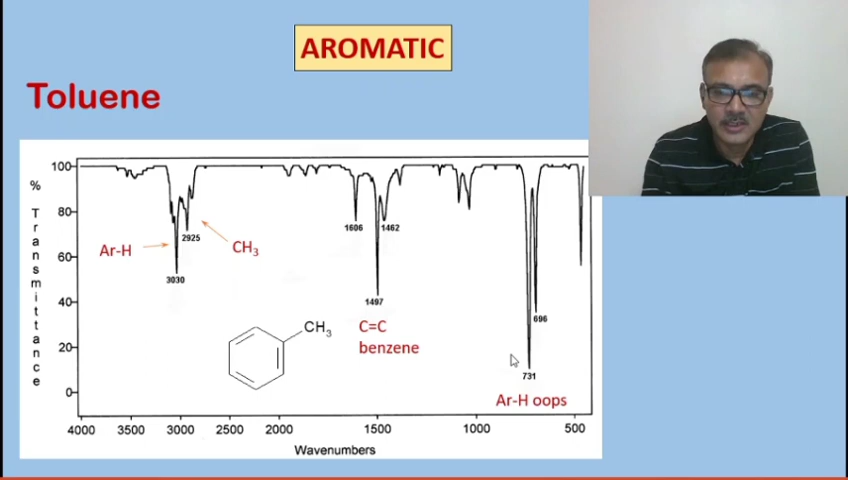 AROMATIC
Toluene
% Transmittance
100
80
60
40
20
0
Ar-H
3030
2925
CH3
1606
1462
1497
C=C
benzene
CH3
696
731
Ar-H oops
4000 3500 3000 2500 2000 1500 1000 500
Wavenumbers